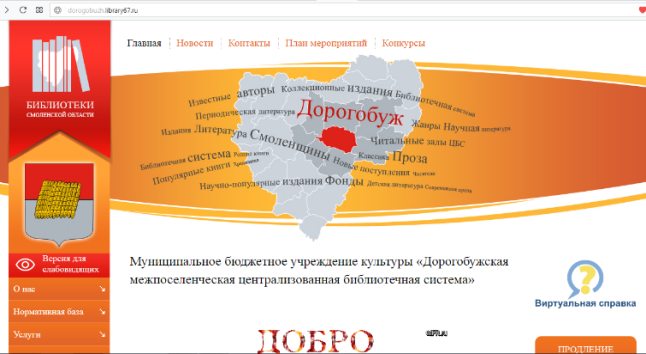 dorogobuzh.library67.ru
Главная Новости Контакты План мероприятий Конкурсы
БИБЛИОТЕКИ
СМОЛЕНСКОЙ ОБЛАСТИ
Известные авторы Коллекционные издания Библиотечная система
Периодическая литература Дорогобуж Жанры Научная литература
Издания Литература Смоленщины Читальные залы ЦБС
Библиотечная система Классика Проза
Популярные книги Новые поступления
Научно-популярные издания Фонды Детская литература Современная проза
Муниципальное бюджетное учреждение культуры «Дорогобужская
межпоселенческая централизованная библиотечная система»
Версия для
слабовидящих
О нас
Нормативная база
Услуги
Виртуальная справка
ДОБРО
ПРОДЛЕНИЕ